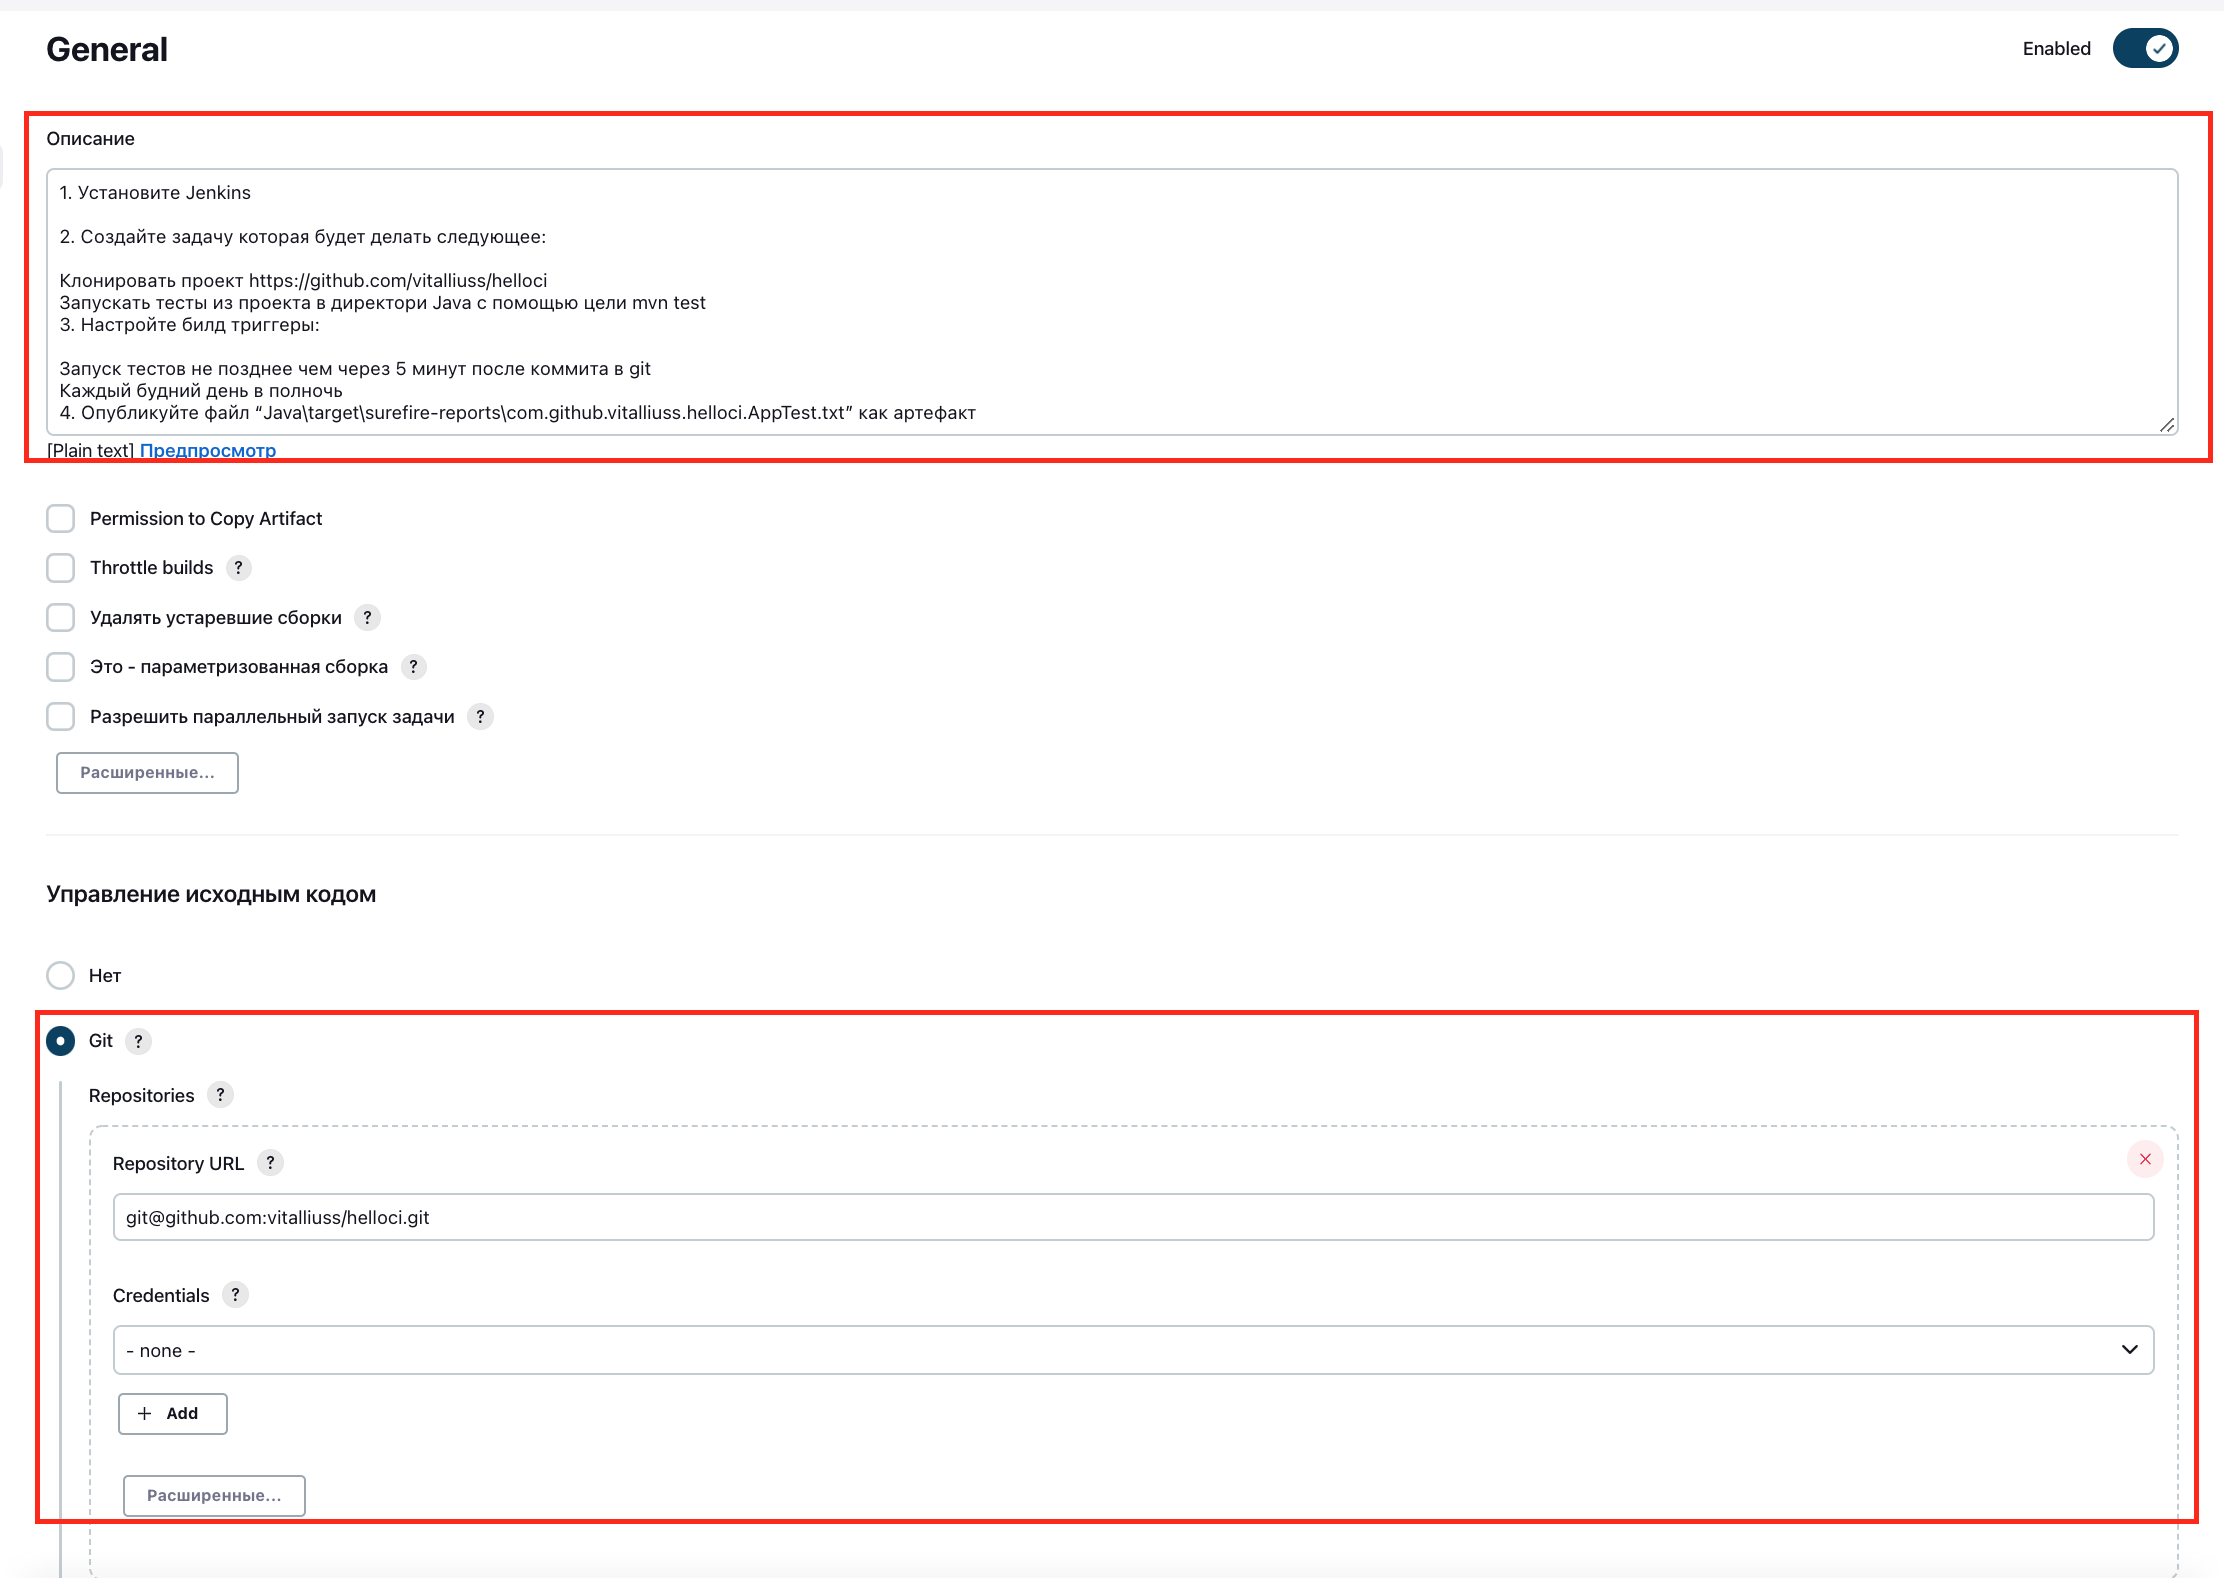 General
Enabled
Описание
1. Установите Jenkins
2. Создайте задачу которая будет делать следующее:
Клонировать проект https://github.com/vitalliuss/helloci
Запускать тесты из проекта в директори Java с помощью цели mvn test
3. Настройте билд триггеры:
Запуск тестов не позднее чем через 5 минут после коммита в git
Каждый будний день в полночь
4. Опубликуйте файл “Java\target\surefire-reports\com.github.vitalliuss.helloci.AppTest.txt” как артефакт
[Plain text] Предпросмотр
Permission to Copy Artifact
Throttle builds ?
Удалять устаревшие сборки ?
Это - параметризованная сборка ?
Разрешить параллельный запуск задачи ?
Расширенные...
Управление исходным кодом
Нет
Git ?
Repositories ?
Repository URL ?
git@github.com:vitalliuss/helloci.git
Credentials ?
- none -
+ Add
Расширенные...